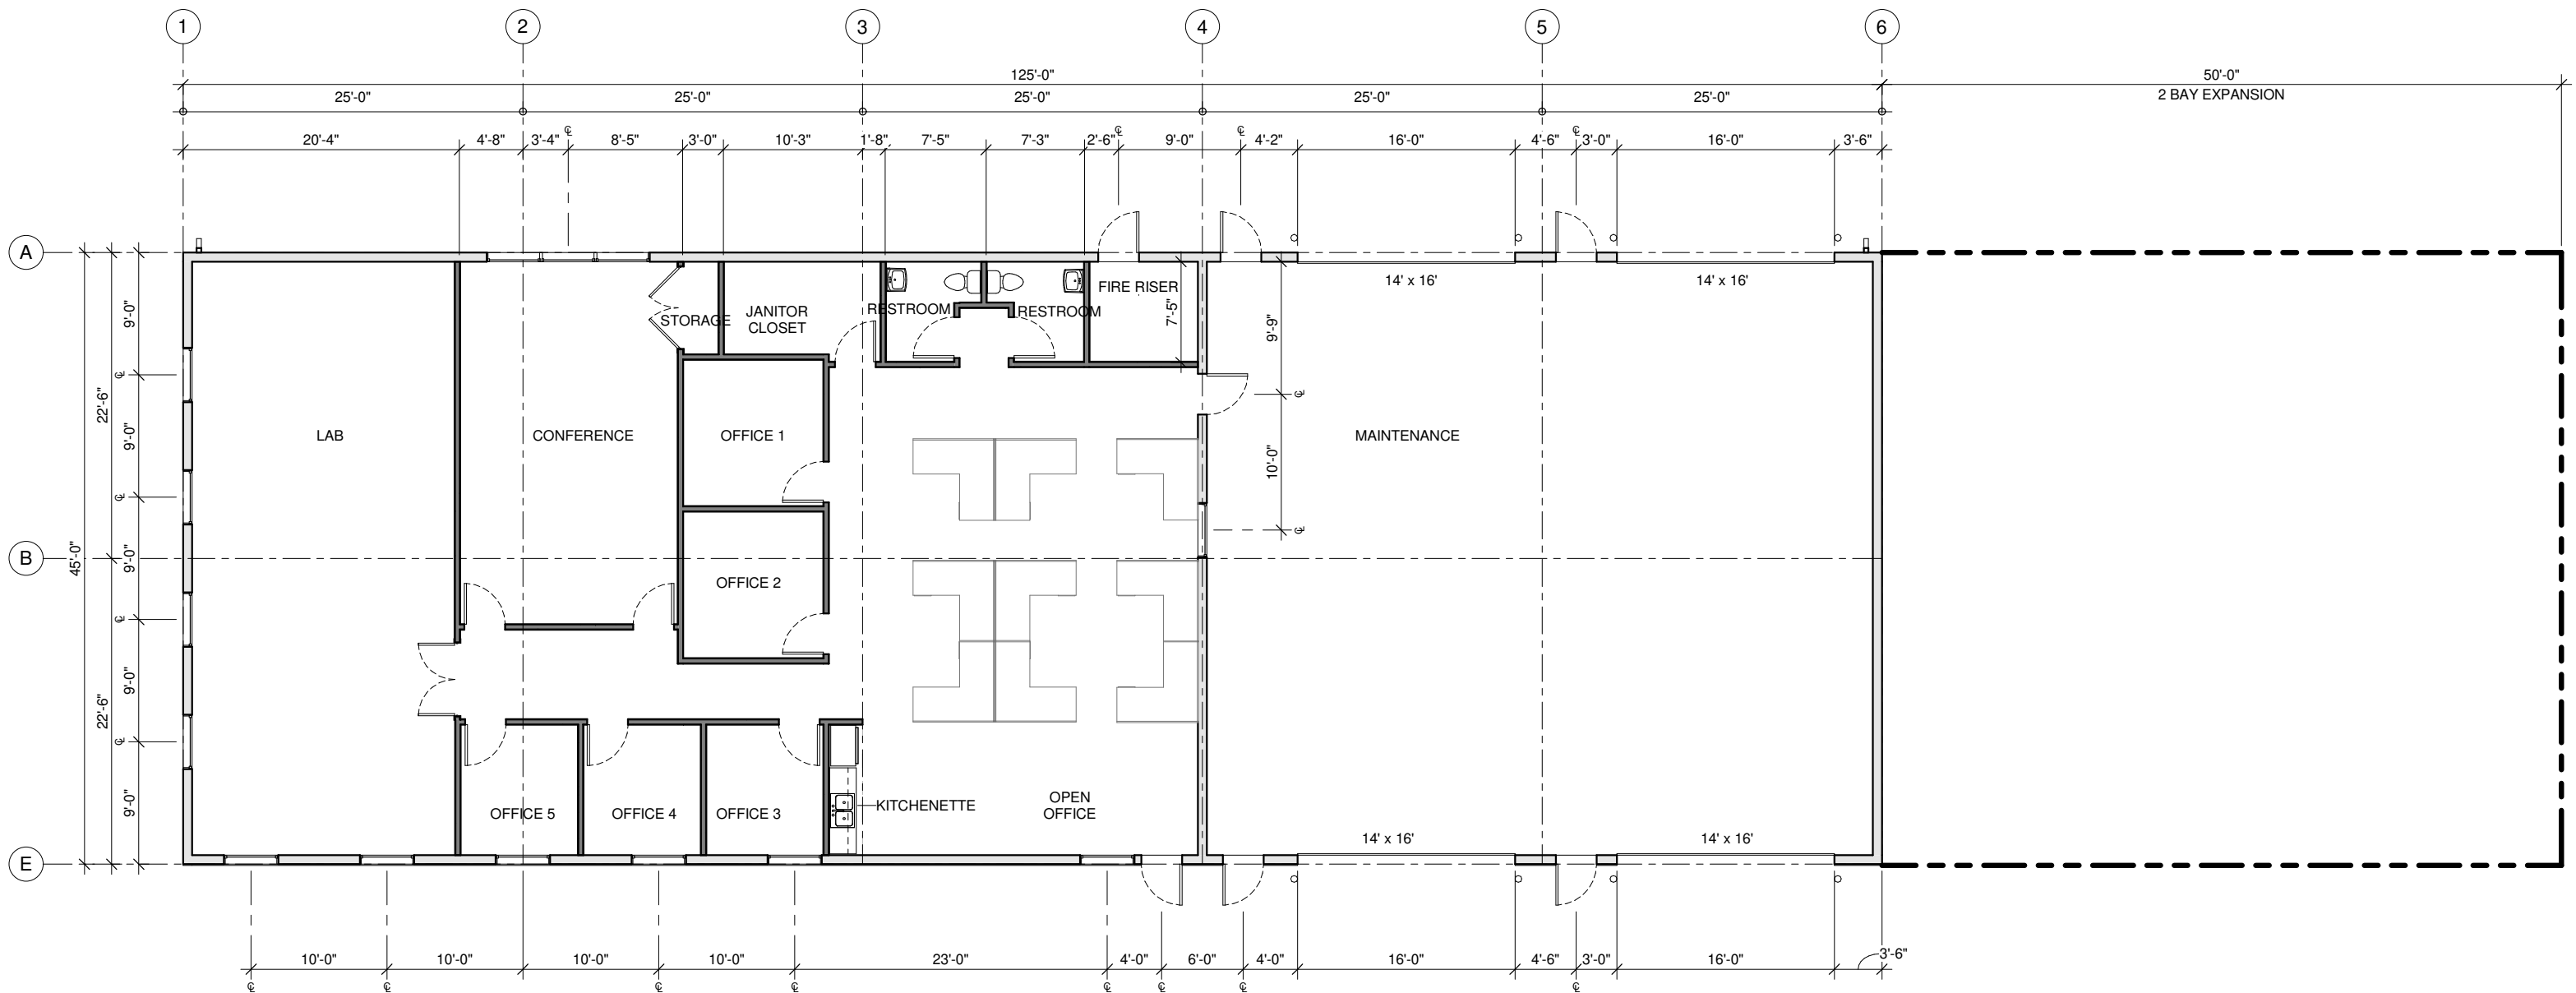 1 2 3 4 5 6
125'-0" 50'-0"
25'-0" 25'-0" 25'-0" 25'-0" 25'-0" 2 BAY EXPANSION
20'-4" 4'-8" 3'-4" ℄ 8'-5" 3'-0" 10'-3" 1'-8" 7'-5" 7'-3" 2'-6" ℄ 9'-0" ℄ 4'-2" 16'-0" 4'-6" ℄ 3'-0" 16'-0" 3'-6"
A
14' x 16' 14' x 16'
FIRE RISER
RESTROOM RESTROOM
STORAGE
JANITOR
CLOSET
7'-5"
9'-9"
9'-0"
℄
℄
22'-6"
9'-0"
LAB CONFERENCE OFFICE 1 MAINTENANCE
10'-0"
℄
℄
B
45'-0"
9'-0"
OFFICE 2
℄
22'-6"
9'-0"
℄
9'-0"
OFFICE 5 OFFICE 4 OFFICE 3 KITCHENETTE
OPEN
OFFICE
14' x 16' 14' x 16'
E
10'-0" 10'-0" 10'-0" 10'-0" 23'-0" 4'-0" 6'-0" 4'-0" 16'-0" 4'-6" 3'-0" 16'-0" 3'-6"
℄ ℄ ℄ ℄ ℄ ℄ ℄ ℄